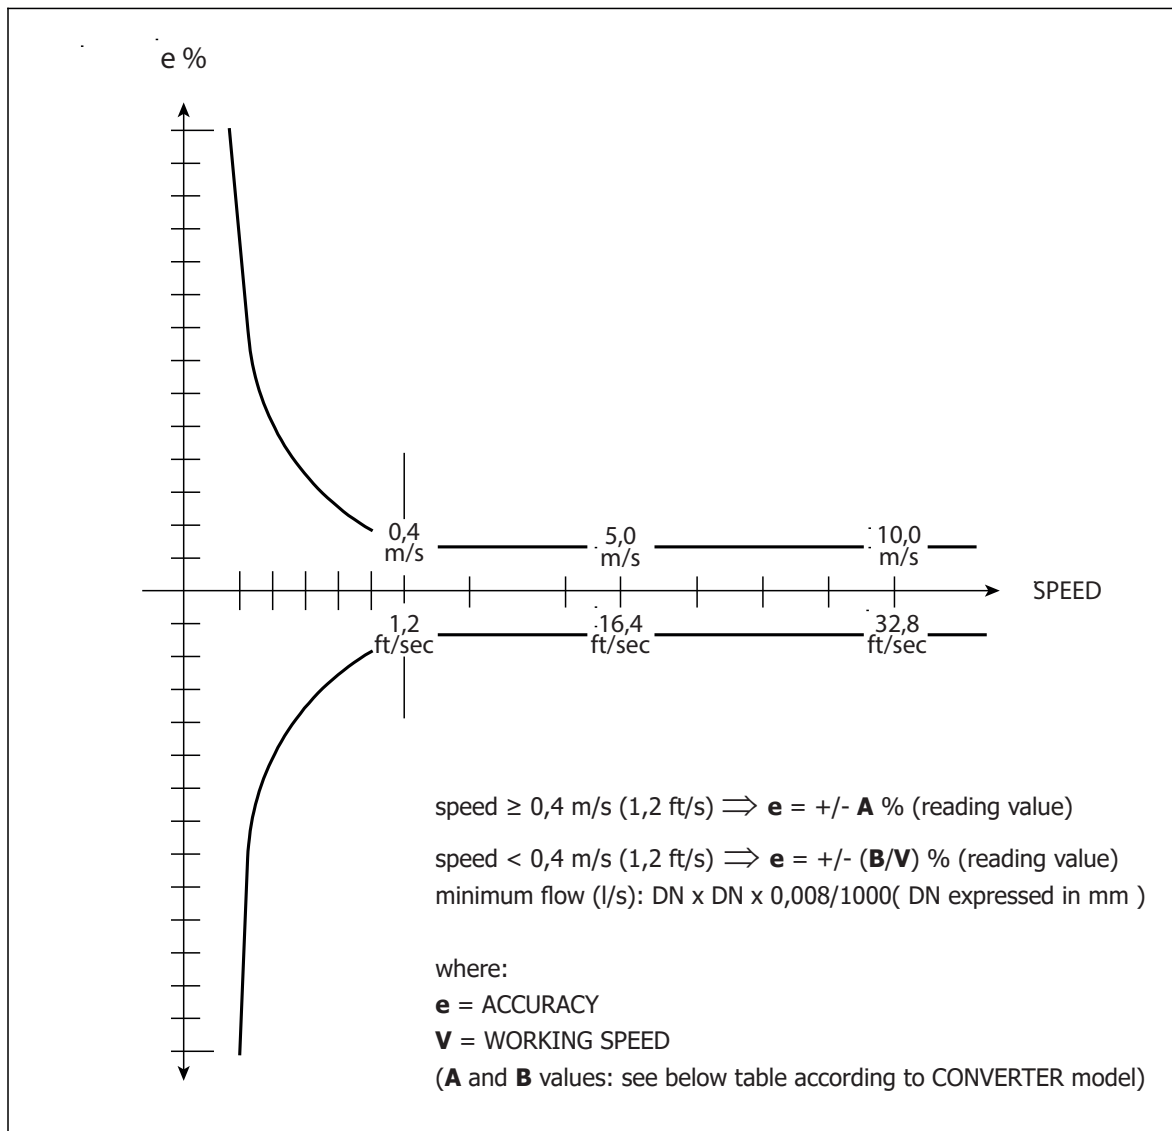 e %
0,4
m/s
5,0
m/s
10,0
m/s
SPEED
1,2
ft/sec
16,4
ft/sec
32,8
ft/sec
speed ≥ 0,4 m/s (1,2 ft/s) ⇒ e = +/- A % (reading value)
speed < 0,4 m/s (1,2 ft/s) ⇒ e = +/- (B/V) % (reading value)
minimum flow (l/s): DN x DN x 0,008/1000( DN expressed in mm )
where:
e = ACCURACY
V = WORKING SPEED
(A and B values: see below table according to CONVERTER model)